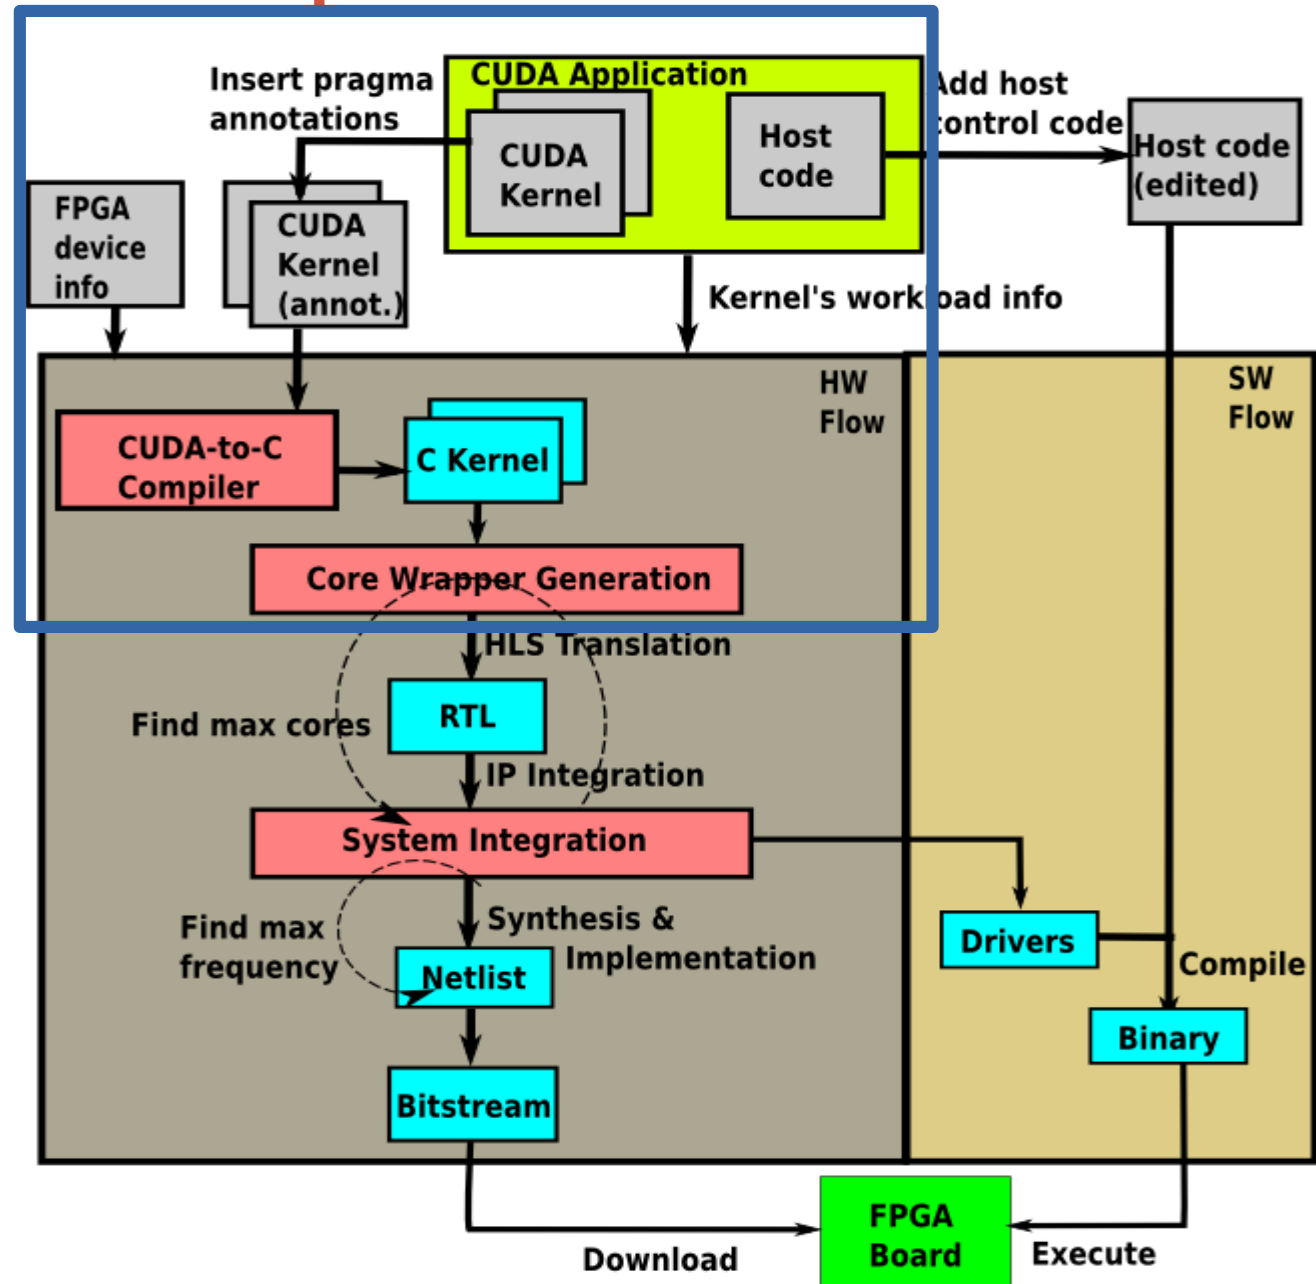 CUDA Application
Insert pragma
annotations
CUDA
Kernel
Host
code
Add host
control code
Host code
(edited)
FPGA
device
info
CUDA
Kernel
(annot.)
Kernel's workload info
HW
Flow
SW
Flow
CUDA-to-C
Compiler
C Kernel
Core Wrapper Generation
HLS Translation
Find max cores
RTL
IP Integration
System Integration
Find max
frequency
Synthesis &
Implementation
Netlist
Drivers
Compile
Binary
Bitstream
FPGA
Board
Download
Execute